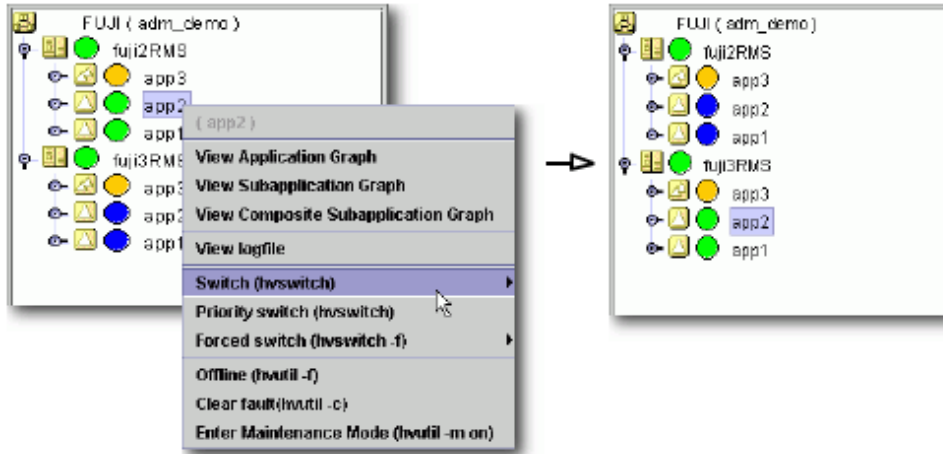 FUJI ( adm_demo )
fuji2RMS
app3
app2
app1
fuji3RMS
app3
app2
app1
( app2 )
View Application Graph
View Subapplication Graph
View Composite Subapplication Graph
View logfile
Switch (hvswitch)
Priority switch (hvswitch)
Forced switch (hvswitch -f)
Offline (hvutil -f)
Clear fault(hvutil -c)
Enter Maintenance Mode (hvutil -m on)
FUJI ( adm_demo)
fuji2RMS
app3
app2
app1
fuji3RMS
app3
app2
app1